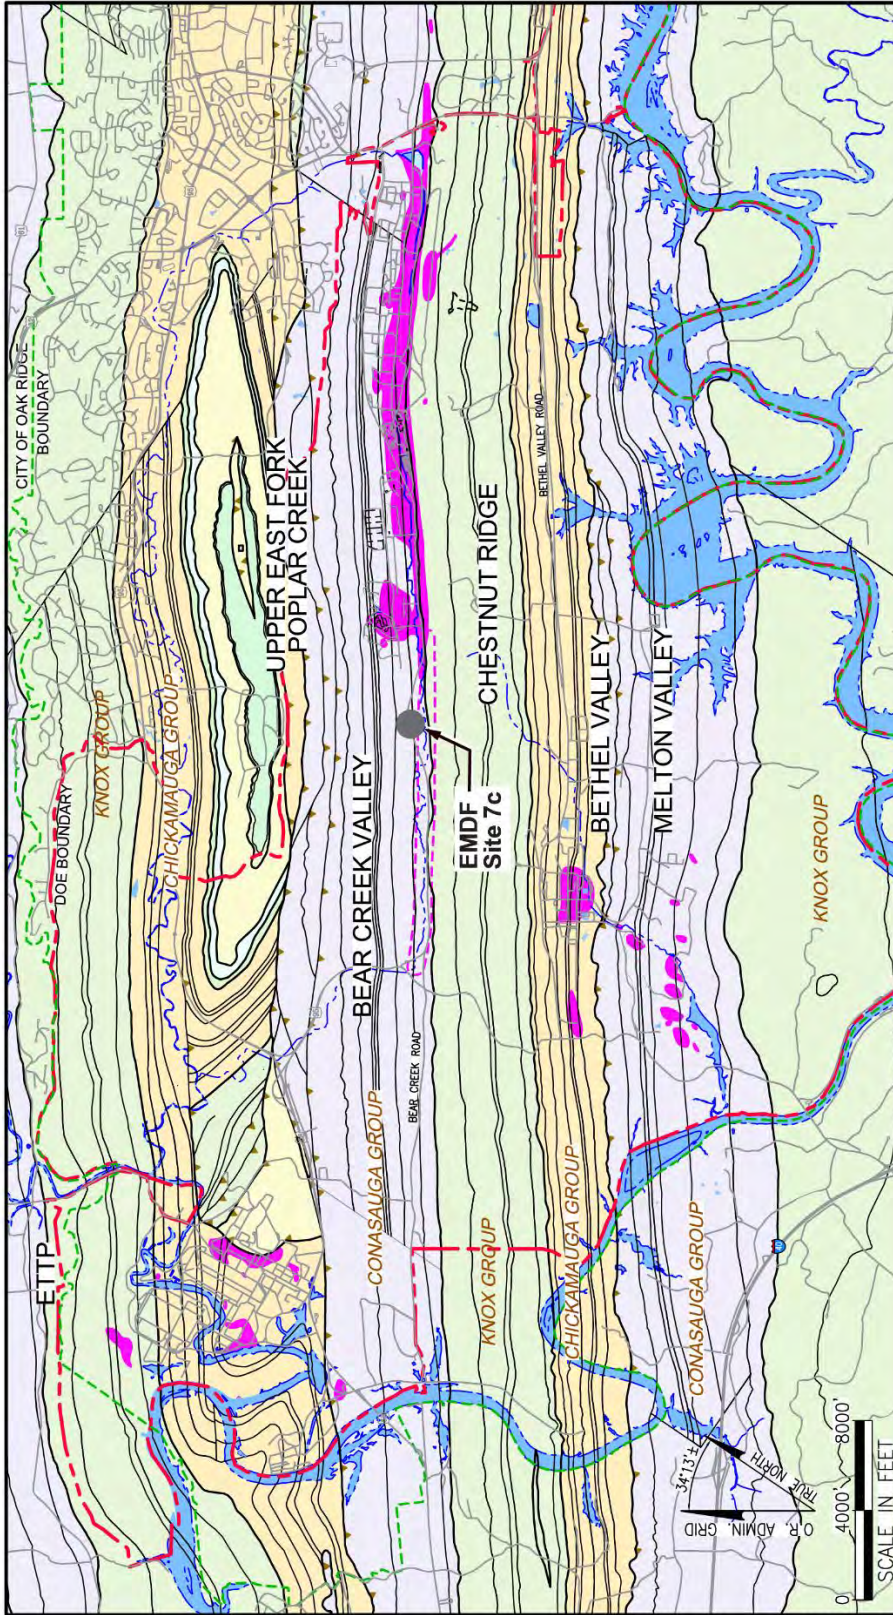 CITY OF OAK RIDGE
BOUNDARY
DOE BOUNDARY
KNOX GROUP
CHICKAMAUGA GROUP
ETTP
UPPER EAST FORK
POPLAR CREEK
BEAR CREEK VALLEY
CONASAUGA GROUP
BEAR CREEK ROAD
EMDF
Site 7c
CHESTNUT RIDGE
KNOX GROUP
BETHEL VALLEY ROAD
BETHEL VALLEY
CHICKAMAUGA GROUP
MELTON VALLEY
CONASAUGA GROUP
KNOX GROUP
34°13'±
O.R. ADMIN. GRID
TRUE NORTH
0 4000' 8000'
SCALE IN FEET